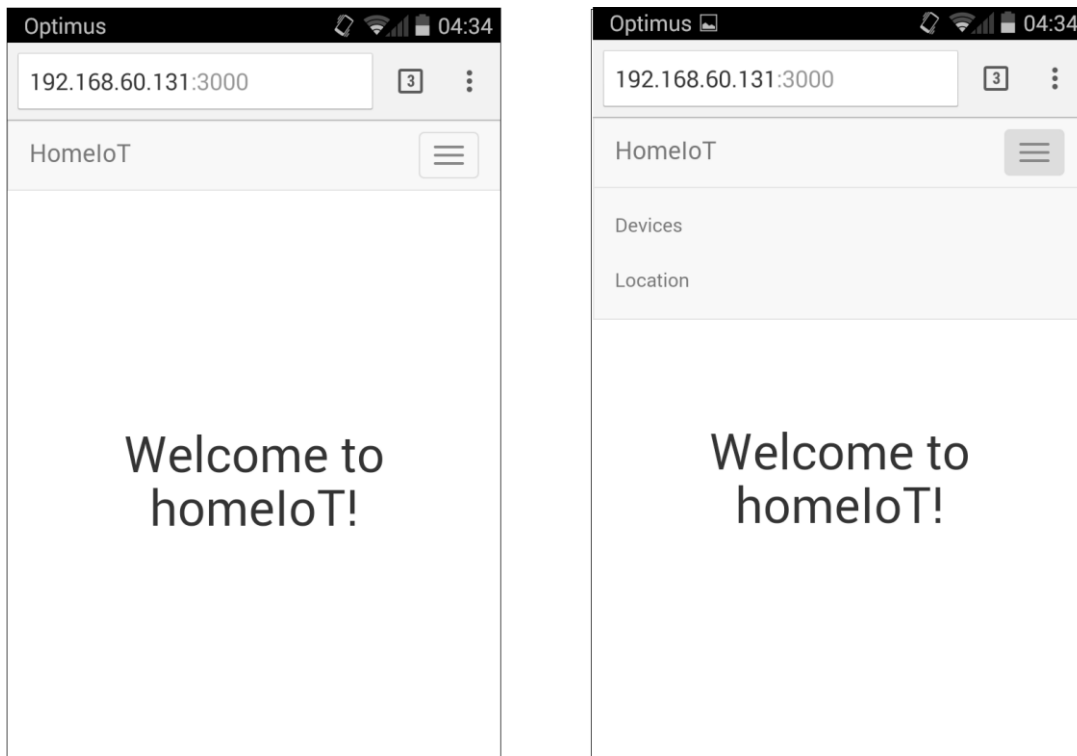 Optimus 04:34
192.168.60.131:3000 3
HomeIoT
Welcome to
homeIoT!
Optimus 04:34
192.168.60.131:3000 3
HomeIoT
Devices
Location
Welcome to
homeIoT!